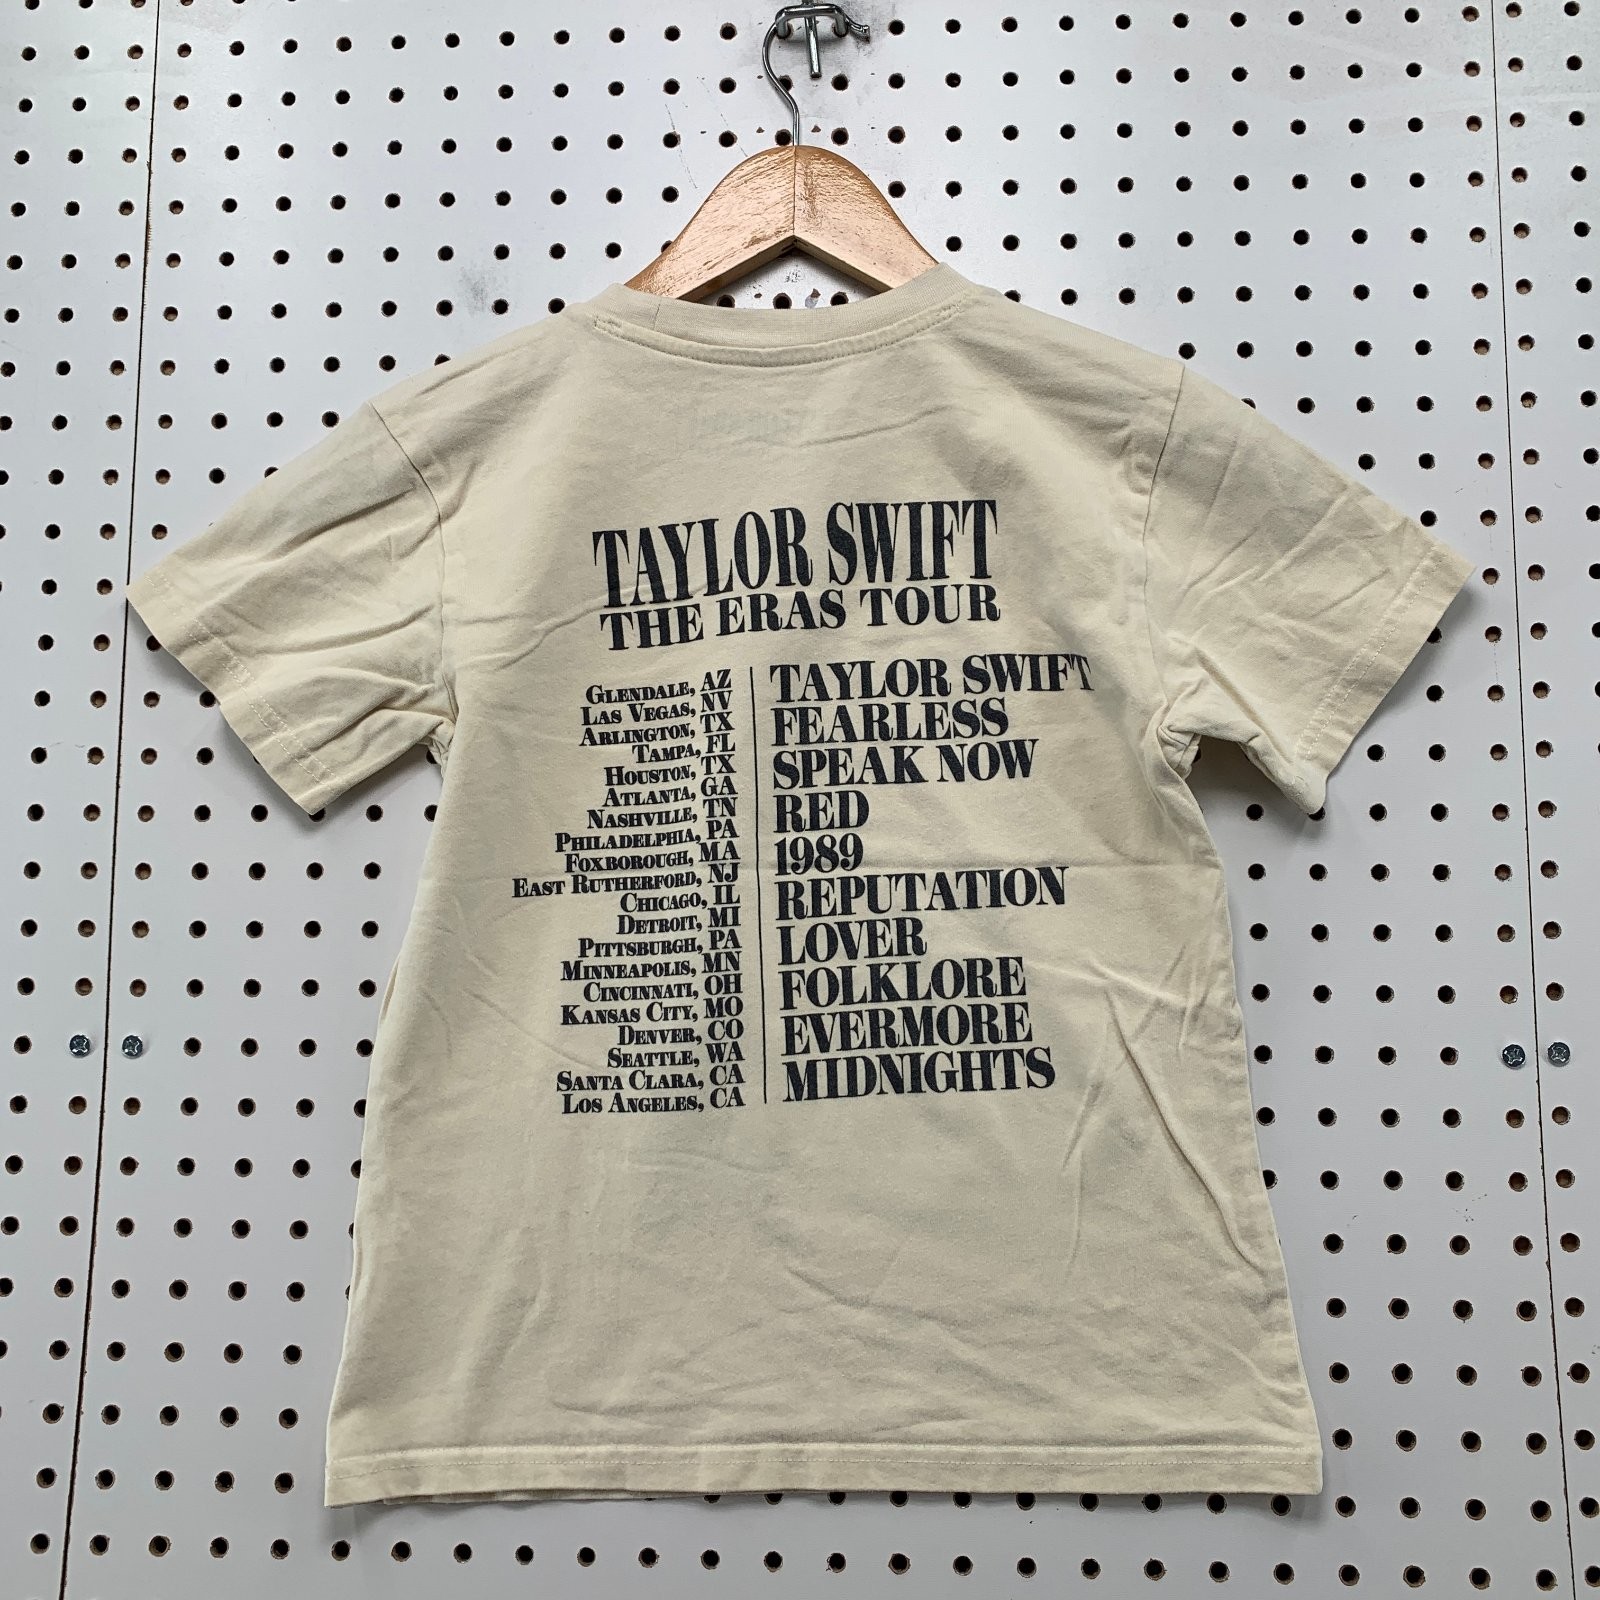 TAYLOR SWIFT
THE ERAS TOUR
GLENDALE, AZ
LAS VEGAS, NV
ARLINGTON, TX
TAMPA, FL
HOUSTON, TX
ATLANTA, GA
NASHVILLE, TN
PHILADELPHIA, PA
FOXBOROUGH, MA
EAST RUTHERFORD, NJ
CHICAGO, IL
DETROIT, MI
PITTSBURGH, PA
MINNEAPOLIS, MN
CINCINNATI, OH
KANSAS CITY, MO
DENVER, CO
SEATTLE, WA
SANTA CLARA, CA
LOS ANGELES, CA
TAYLOR SWIFT
FEARLESS
SPEAK NOW
RED
1989
REPUTATION
LOVER
FOLKLORE
EVERMORE
MIDNIGHTS